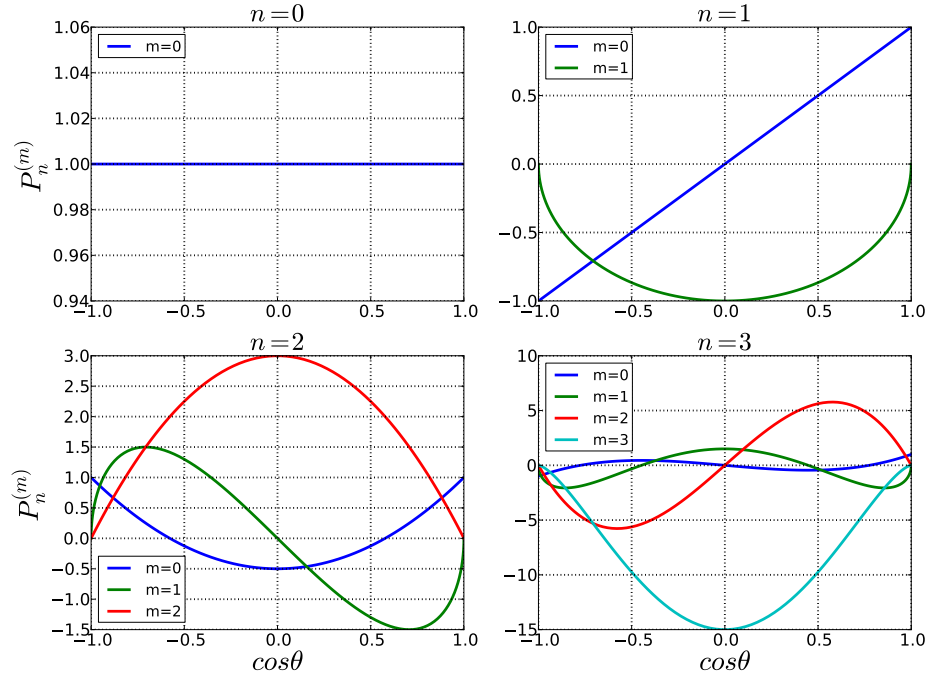 n=0
1.06
1.04
1.02
1.00
0.98
0.96
0.94
−1.0 −0.5 0.0 0.5 1.0
P_n^(m)
m=0
n=1
1.0
0.5
0.0
−0.5
−1.0
−1.0 −0.5 0.0 0.5 1.0
m=0
m=1
n=2
3.0
2.5
2.0
1.5
1.0
0.5
0.0
−0.5
−1.0
−1.5
−1.0 −0.5 0.0 0.5 1.0
P_n^(m)
cosθ
m=0
m=1
m=2
n=3
10
5
0
−5
−10
−15
−1.0 −0.5 0.0 0.5 1.0
cosθ
m=0
m=1
m=2
m=3